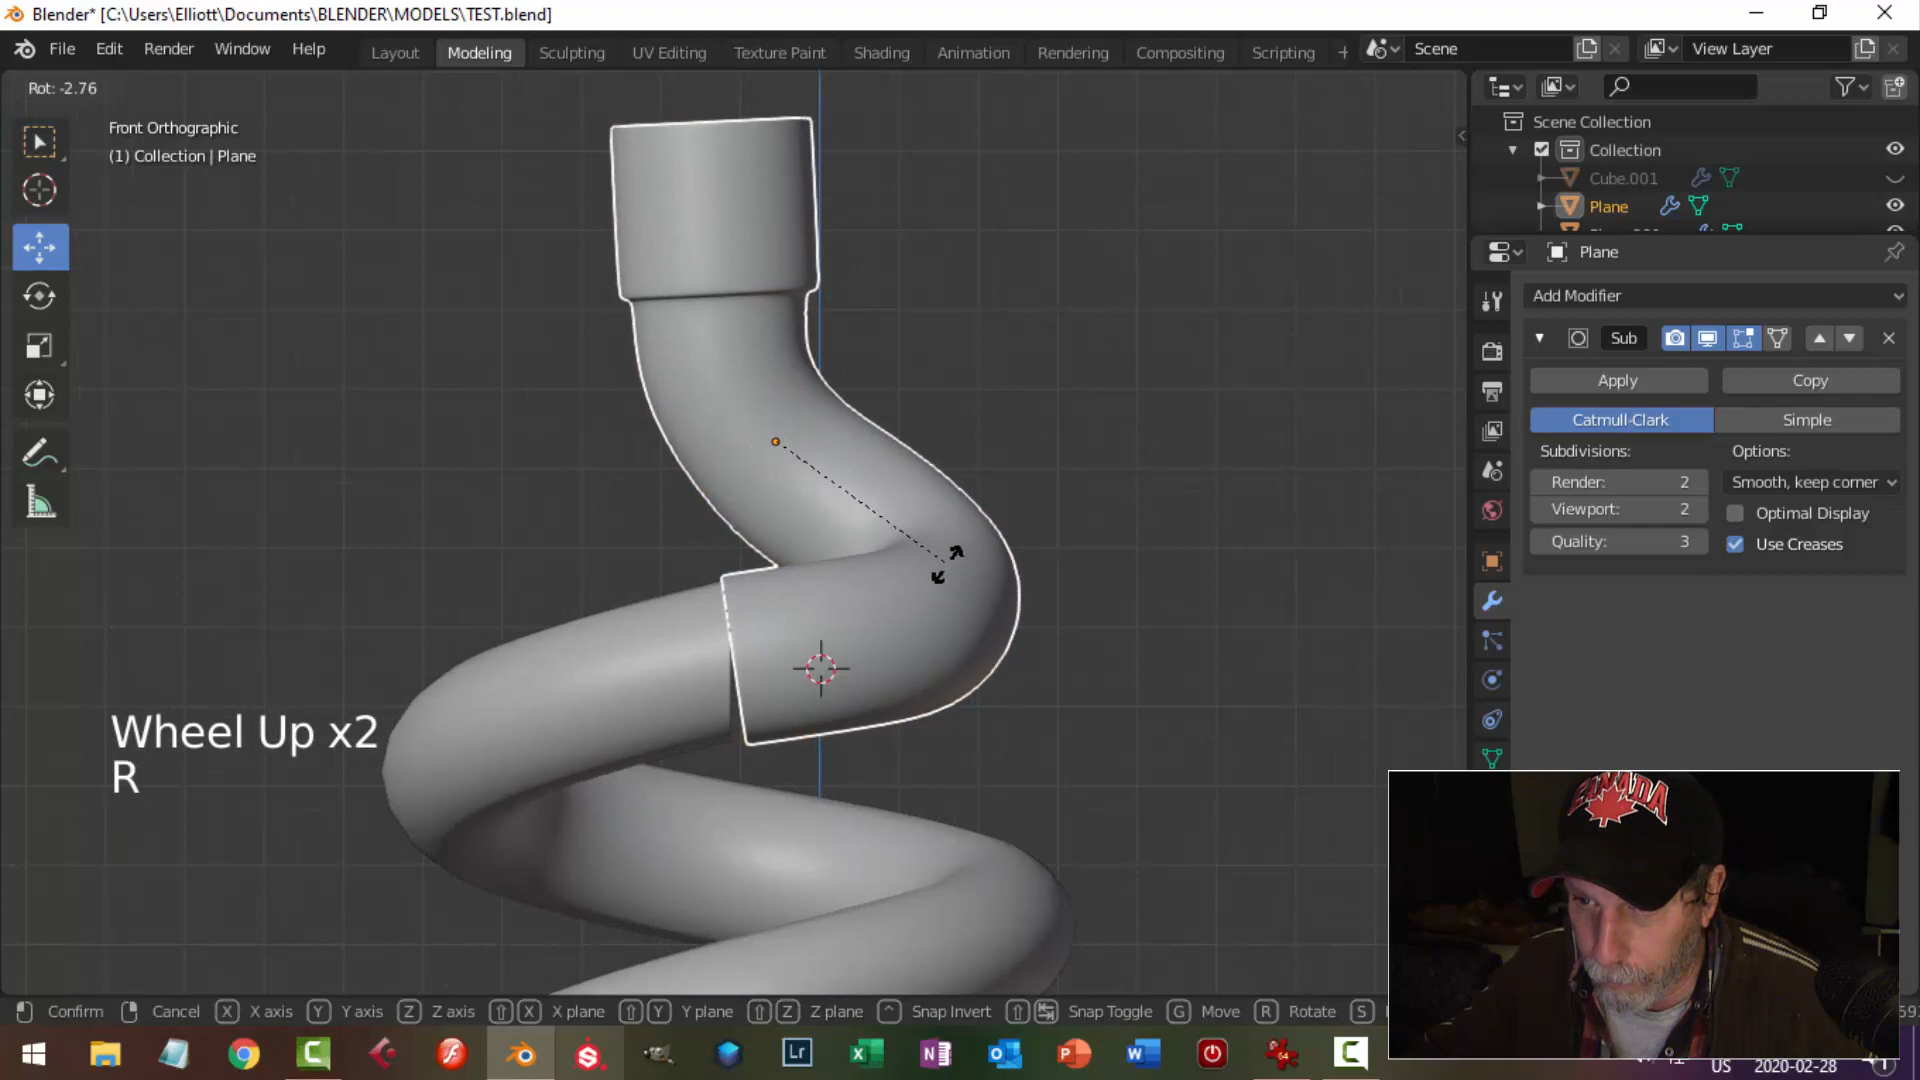 Blender* [C:\Users\Elliott\Documents\BLENDER\MODELS\TEST.blend]
File Edit Render Window Help
Layout Modeling Sculpting UV Editing Texture Paint Shading Animation Rendering Compositing Scripting +
Scene
View Layer
Rot: -2.76
Front Orthographic
(1) Collection | Plane
Scene Collection
Collection
Cube.001
Plane
Plane
Add Modifier
Sub
Apply Copy
Catmull-Clark Simple
Subdivisions: Options:
Render: 2 Smooth, keep corner
Viewport: 2 Optimal Display
Quality: 3 Use Creases
Wheel Up x2
R
CANADA
Confirm Cancel X X axis Y Y axis Z Z axis X X plane Y Y plane Z Z plane ^ Snap Invert Snap Toggle G Move R Rotate S
Lr
US 2020-02-28